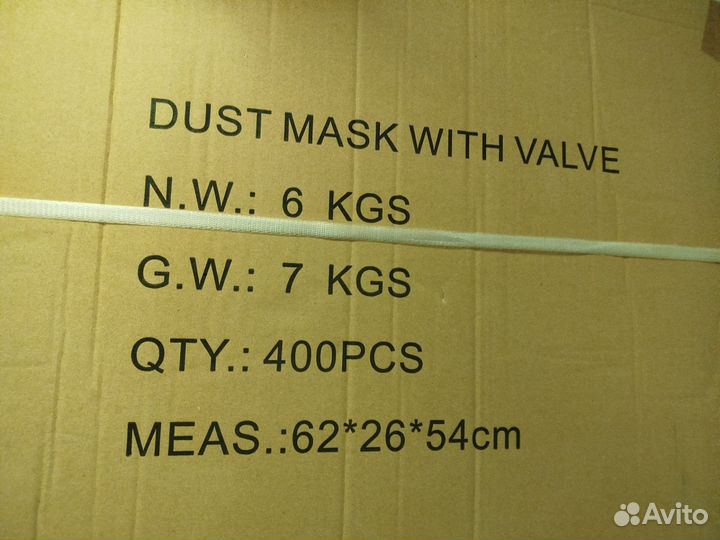 DUST MASK WITH VALVE
N.W.: 6 KGS
G.W.: 7 KGS
QTY.: 400PCS
MEAS.:62*26*54cm
Avito